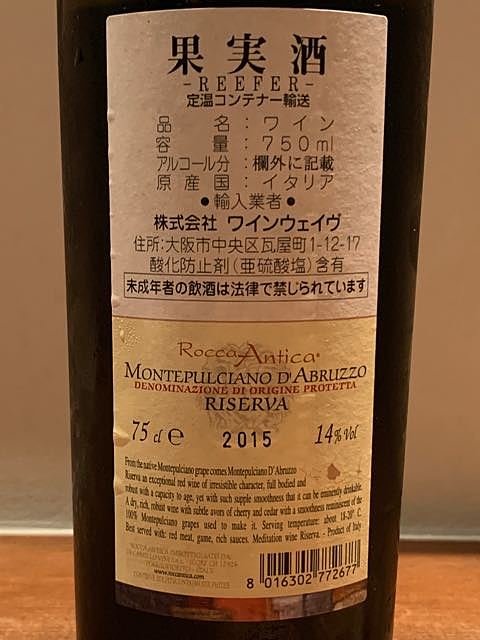 果実酒
-REEFER-
定温コンテナー輸送
品 名：ワイン
容 量：750ml
アルコール分：欄外に記載
原産国：イタリア
●輸入業者●
株式会社 ワインウェイヴ
住所:大阪市中央区瓦屋町1-12-17
酸化防止剤(亜硫酸塩)含有
未成年者の飲酒は法律で禁じられています
Rocca Antica®
MONTEPULCIANO D'ABRUZZO
DENOMINAZIONE DI ORIGINE PROTETTA
RISERVA
75 cl e 2015 14% Vol
From the native Montepulciano grape comes Montepulciano D'Abruzzo
Riserva an exceptional red wine of irresistible character, full bodied and
robust with a capacity to age, yet with such supple smoothness that it can be eminently drinkable.
A dry, rich, robust wine with subtle avors of cherry and cedar with a smoothness reminiscent of the
100% Montepulciano grapes used to make it. Serving temperature: about 18-20° C.
Best served with: red meat, game, rich sauces. Meditation wine Riserva. - Product of Italy.
www.roccantica.com
8 016302 772677